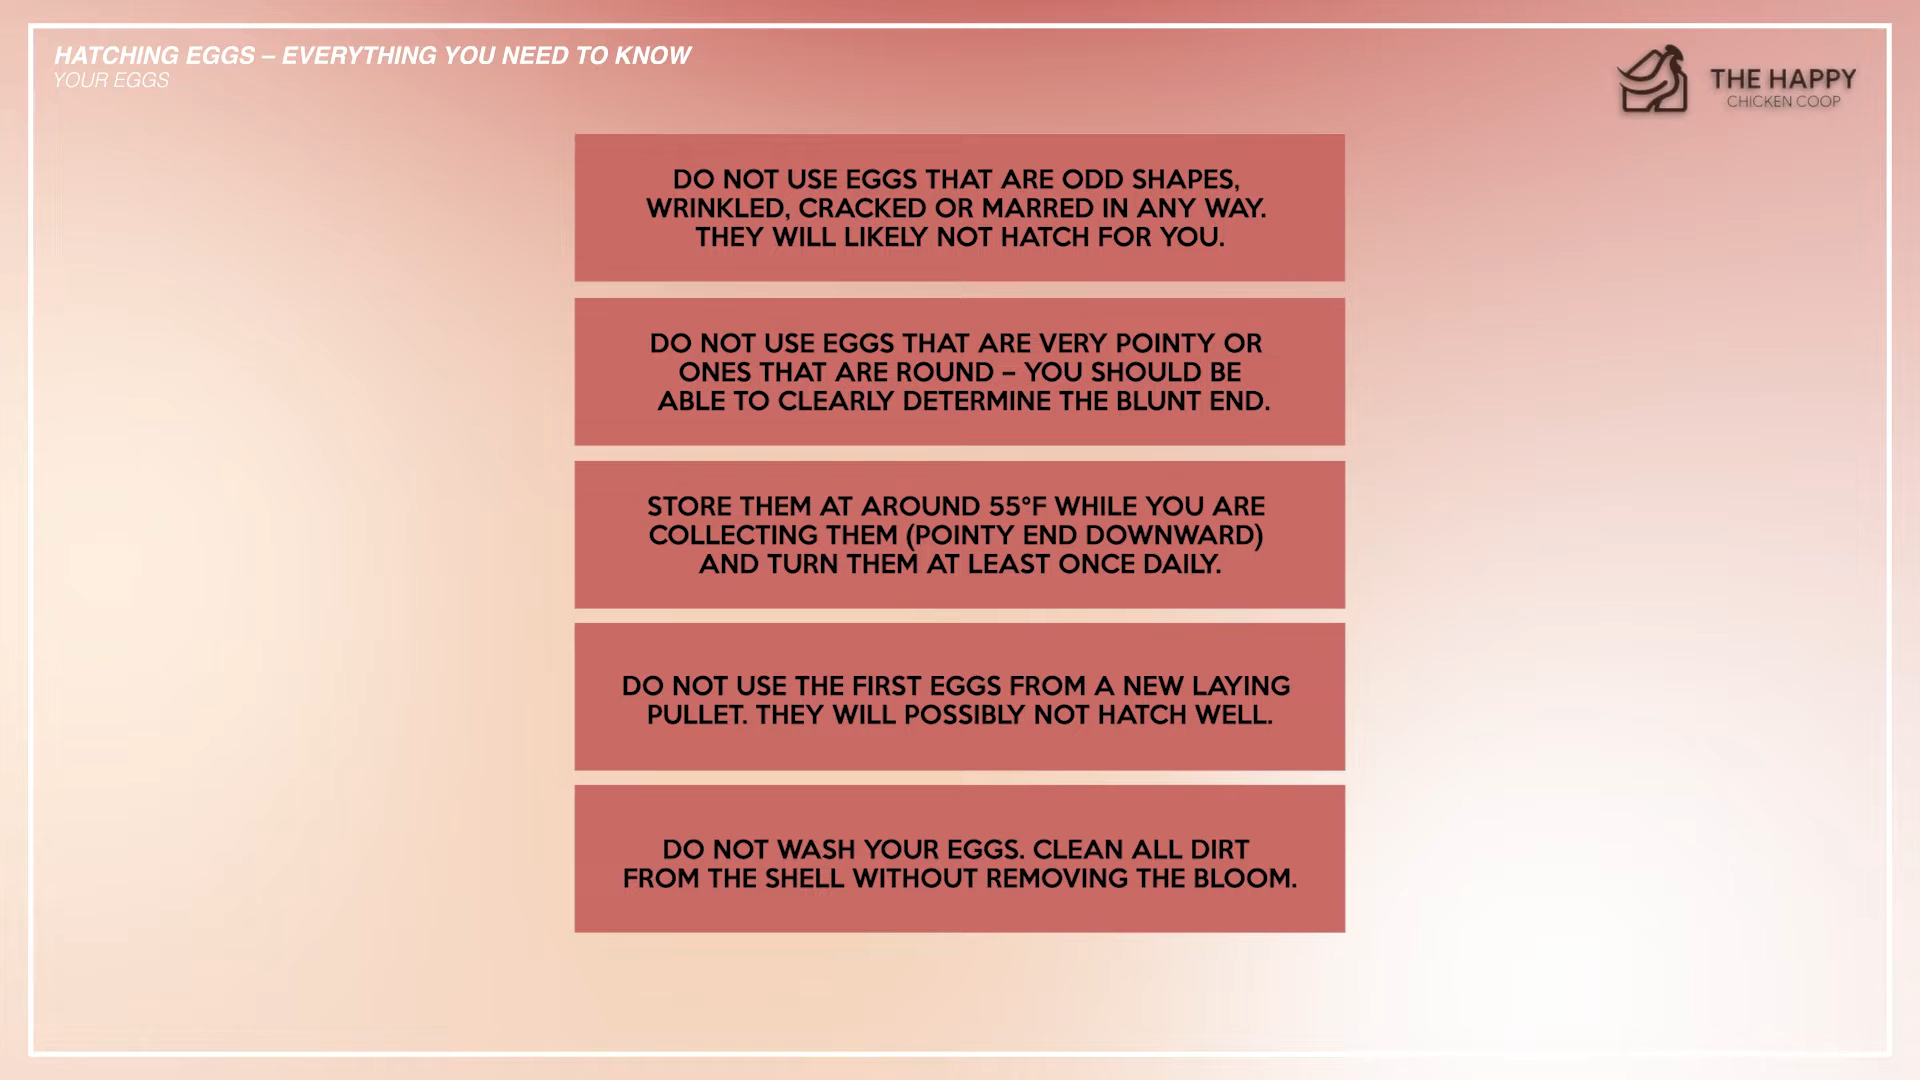 HATCHING EGGS – EVERYTHING YOU NEED TO KNOW
YOUR EGGS
THE HAPPY
CHICKEN COOP
DO NOT USE EGGS THAT ARE ODD SHAPES,
WRINKLED, CRACKED OR MARRED IN ANY WAY.
THEY WILL LIKELY NOT HATCH FOR YOU.
DO NOT USE EGGS THAT ARE VERY POINTY OR
ONES THAT ARE ROUND – YOU SHOULD BE
ABLE TO CLEARLY DETERMINE THE BLUNT END.
STORE THEM AT AROUND 55°F WHILE YOU ARE
COLLECTING THEM (POINTY END DOWNWARD)
AND TURN THEM AT LEAST ONCE DAILY.
DO NOT USE THE FIRST EGGS FROM A NEW LAYING
PULLET. THEY WILL POSSIBLY NOT HATCH WELL.
DO NOT WASH YOUR EGGS. CLEAN ALL DIRT
FROM THE SHELL WITHOUT REMOVING THE BLOOM.